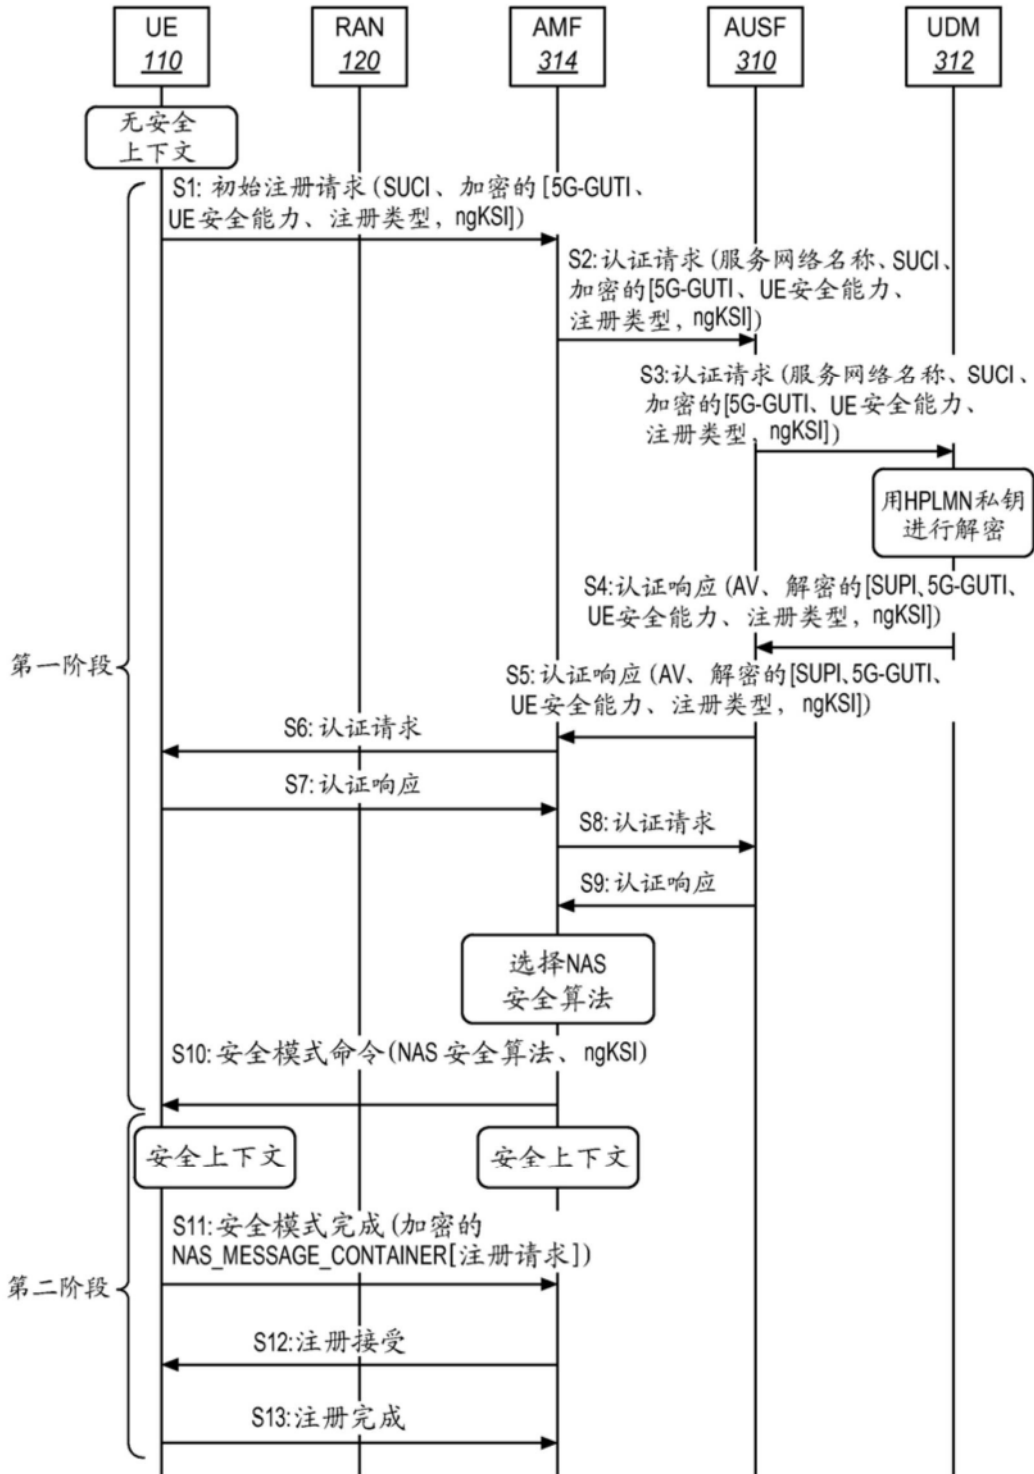 UE
110
RAN
120
AMF
314
AUSF
310
UDM
312
无安全
上下文
S1: 初始注册请求(SUCI、加密的[5G-GUTI、
UE安全能力、注册类型, ngKSI])
S2:认证请求(服务网络名称、SUCI、
加密的[5G-GUTI、UE安全能力、
注册类型, ngKSI])
S3:认证请求(服务网络名称、SUCI、
加密的[5G-GUTI、UE安全能力、
注册类型, ngKSI])
用HPLMN私钥
进行解密
S4:认证响应(AV、解密的[SUPI、5G-GUTI、
UE安全能力、注册类型, ngKSI])
第一阶段
S5:认证响应(AV、解密的[SUPI、5G-GUTI、
UE安全能力、注册类型, ngKSI])
S6:认证请求
S7:认证响应
S8:认证请求
S9:认证响应
选择NAS
安全算法
S10:安全模式命令(NAS安全算法、ngKSI)
安全上下文
安全上下文
S11:安全模式完成(加密的
NAS_MESSAGE_CONTAINER[注册请求])
第二阶段
S12:注册接受
S13:注册完成